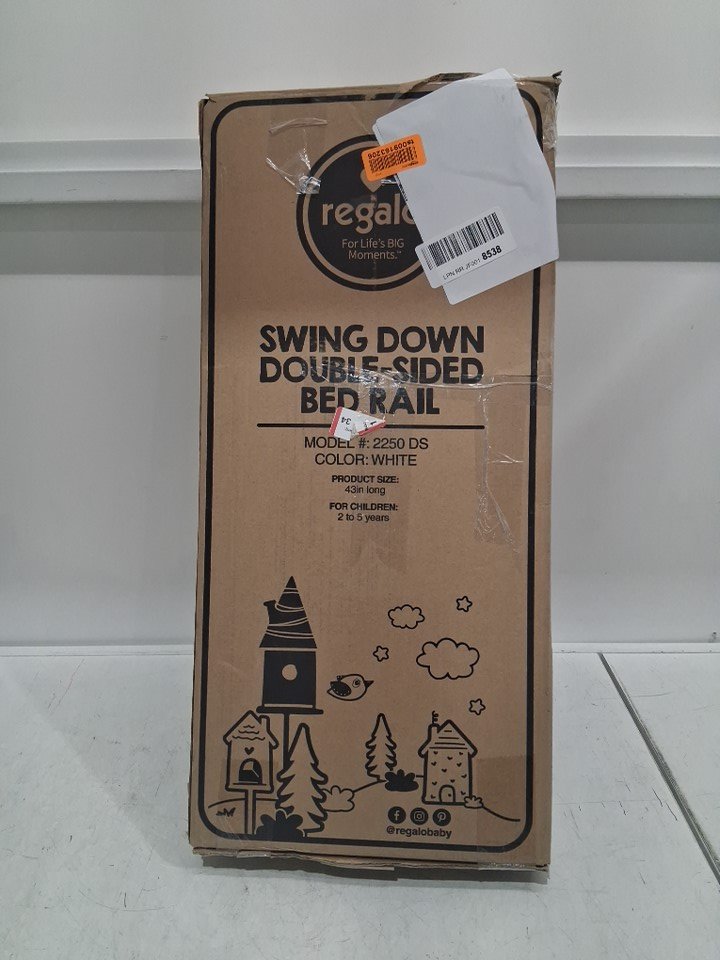 regalo
For Life's BIG
Moments.™
8538
SWING DOWN
DOUBLE-SIDED
BED RAIL
34
MODEL #: 2250 DS
COLOR: WHITE
PRODUCT SIZE:
43in long
FOR CHILDREN:
2 to 5 years
@regalobaby